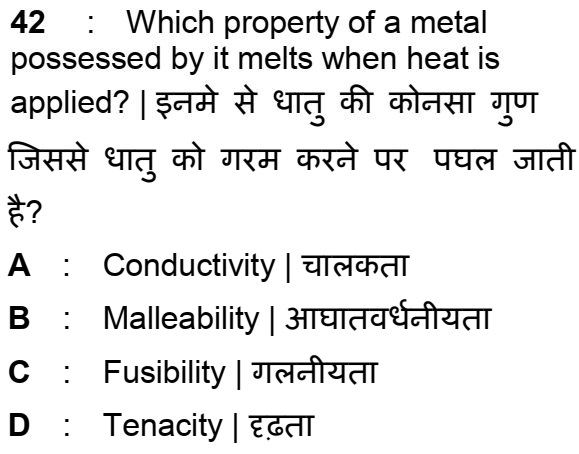 42 : Which property of a metal
possessed by it melts when heat is
applied? | इनमे से धातु की कोनसा गुण
जिससे धातु को गरम करने पर पघल जाती
है?
A : Conductivity | चालकता
B : Malleability | आघातवर्धनीयता
C : Fusibility | गलनीयता
D : Tenacity | दृढ़ता